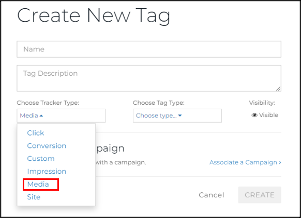 Create New Tag
Name
Tag Description
Choose Tracker Type: Choose Tag Type: Visibility:
Media Choose type.. Visible
Click
Conversion paign
Custom
Impression with a campaign. Associate a Campaign >
Media
Site Cancel CREATE